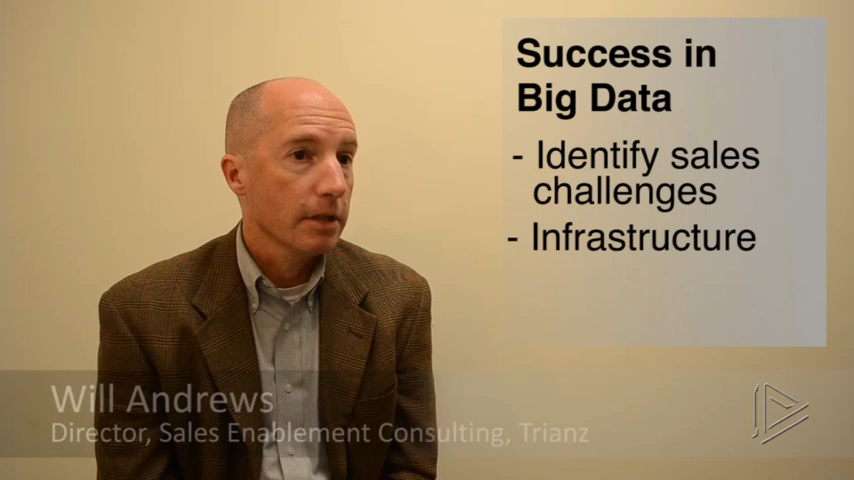 Success in
Big Data
- Identify sales
challenges
- Infrastructure
Will Andrews
Director, Sales Enablement Consulting, Trianz